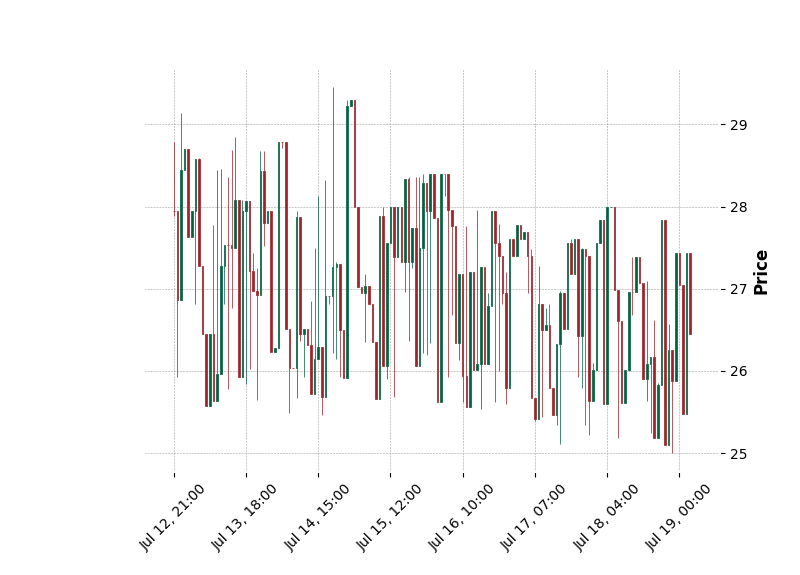 29
28
27
26
25
Price
Jul 12, 21:00
Jul 13, 18:00
Jul 14, 15:00
Jul 15, 12:00
Jul 16, 10:00
Jul 17, 07:00
Jul 18, 04:00
Jul 19, 00:00